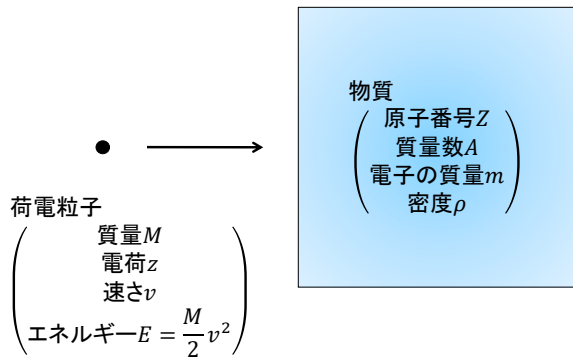 物質
原子番号Z
質量数A
電子の質量m
密度ρ
荷電粒子
質量M
電荷z
速さv
エネルギーE = M/2 v²